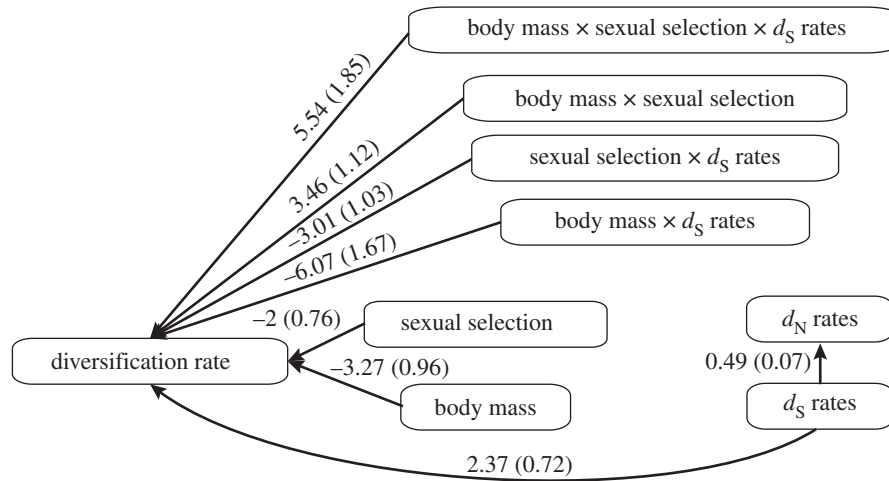 body mass × sexual selection × dS rates
5.54 (1.85)
body mass × sexual selection
3.46 (1.12)
sexual selection × dS rates
–3.01 (1.03)
body mass × dS rates
–6.07 (1.67)
–2 (0.76)
sexual selection
dN rates
diversification rate
–3.27 (0.96)
0.49 (0.07)
body mass
dS rates
2.37 (0.72)